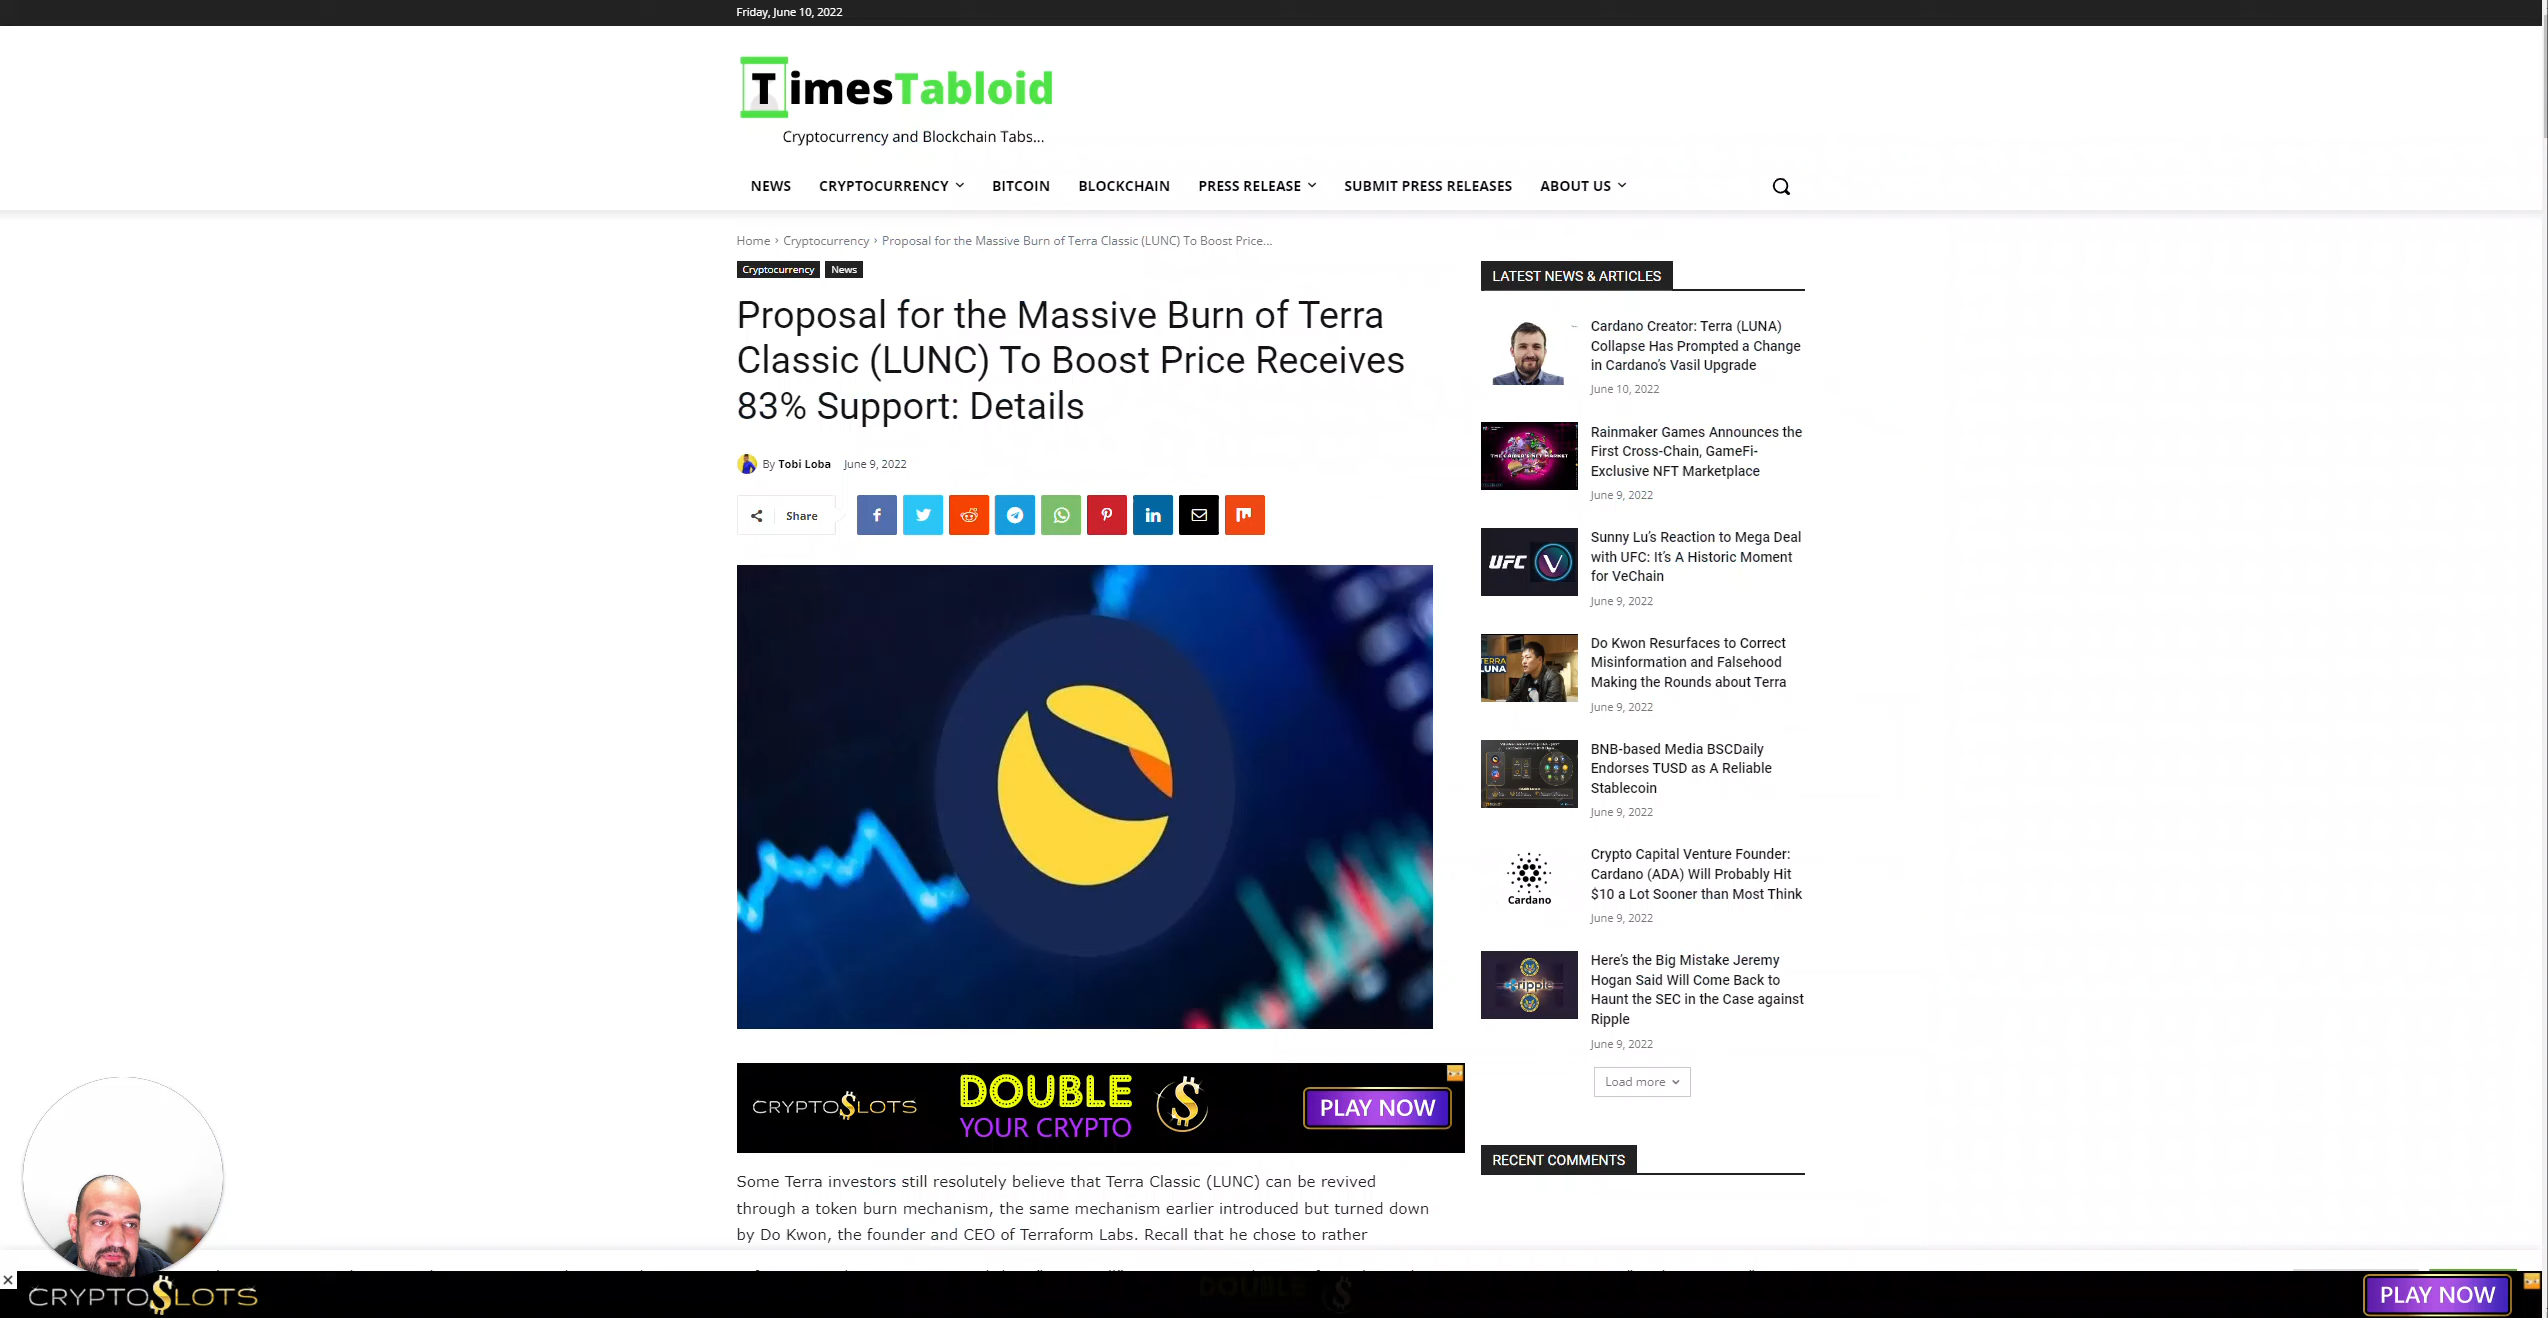 Friday, June 10, 2022
TimesTabloid
Cryptocurrency and Blockchain Tabs...
NEWS CRYPTOCURRENCY BITCOIN BLOCKCHAIN PRESS RELEASE SUBMIT PRESS RELEASES ABOUT US
Home › Cryptocurrency › Proposal for the Massive Burn of Terra Classic (LUNC) To Boost Price...
Cryptocurrency News
Proposal for the Massive Burn of Terra
Classic (LUNC) To Boost Price Receives
83% Support: Details
By Tobi Loba June 9, 2022
Share
CRYPTO$LOTS
DOUBLE
YOUR CRYPTO
PLAY NOW
Some Terra investors still resolutely believe that Terra Classic (LUNC) can be revived
through a token burn mechanism, the same mechanism earlier introduced but turned down
by Do Kwon, the founder and CEO of Terraform Labs. Recall that he chose to rather
LATEST NEWS & ARTICLES
Cardano Creator: Terra (LUNA)
Collapse Has Prompted a Change
in Cardano's Vasil Upgrade
June 10, 2022
Rainmaker Games Announces the
First Cross-Chain, GameFi-
Exclusive NFT Marketplace
June 9, 2022
UFC
Sunny Lu's Reaction to Mega Deal
with UFC: It's A Historic Moment
for VeChain
June 9, 2022
TERRA
LUNA
Do Kwon Resurfaces to Correct
Misinformation and Falsehood
Making the Rounds about Terra
June 9, 2022
BNB-based Media BSCDaily
Endorses TUSD as A Reliable
Stablecoin
June 9, 2022
Cardano
Crypto Capital Venture Founder:
Cardano (ADA) Will Probably Hit
$10 a Lot Sooner than Most Think
June 9, 2022
ripple
Here's the Big Mistake Jeremy
Hogan Said Will Come Back to
Haunt the SEC in the Case against
Ripple
June 9, 2022
Load more
RECENT COMMENTS
CRYPTO$LOTS
DOUBLE
PLAY NOW